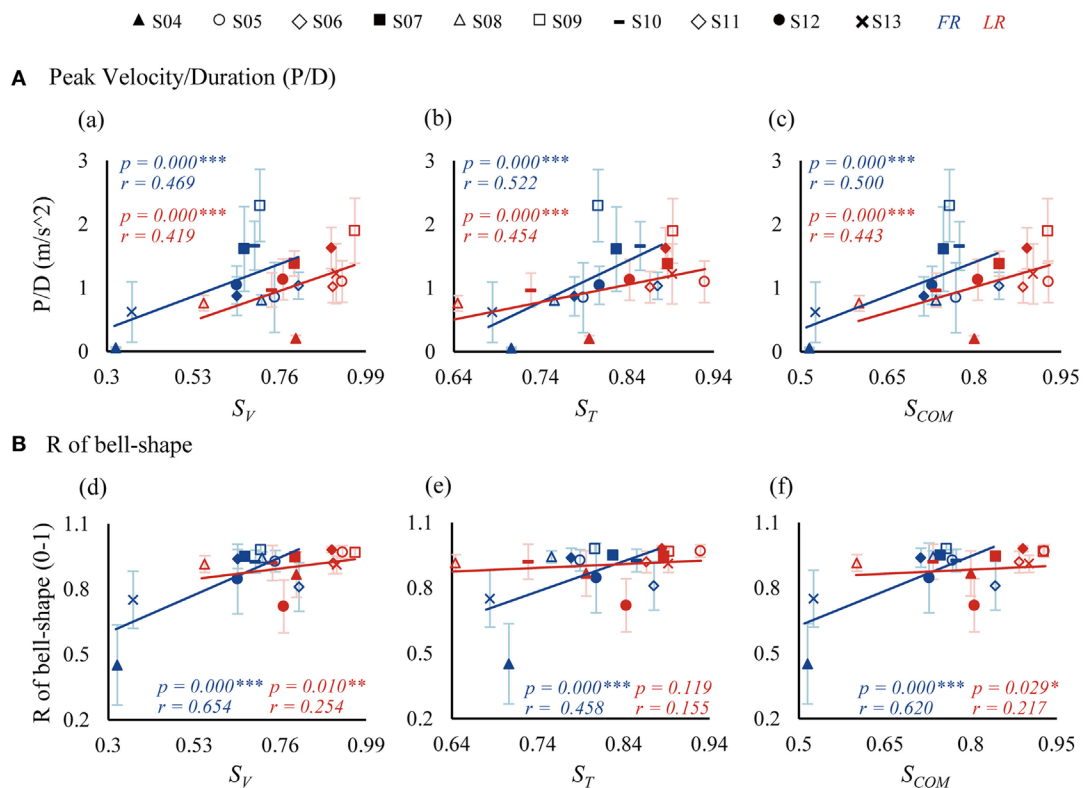 S04 S05 S06 S07 S08 S09 S10 S11 S12 S13 FR LR
A Peak Velocity/Duration (P/D)
(a) (b) (c)
P/D (m/s^2)
3
2
1
0
p = 0.000***
r = 0.469
p = 0.000***
r = 0.419
0.3 0.53 0.76 0.99
S_V
3
2
1
0
p = 0.000***
r = 0.522
p = 0.000***
r = 0.454
0.64 0.74 0.84 0.94
S_T
3
2
1
0
p = 0.000***
r = 0.500
p = 0.000***
r = 0.443
0.5 0.65 0.8 0.95
S_COM
B R of bell-shape
(d) (e) (f)
R of bell-shape (0-1)
1.1
0.8
0.5
0.2
p = 0.000*** p = 0.010**
r = 0.654 r = 0.254
0.3 0.53 0.76 0.99
S_V
1.1
0.8
0.5
0.2
p = 0.000*** p = 0.119
r = 0.458 r = 0.155
0.64 0.74 0.84 0.94
S_T
1.1
0.8
0.5
0.2
p = 0.000*** p = 0.029*
r = 0.620 r = 0.217
0.5 0.65 0.8 0.95
S_COM